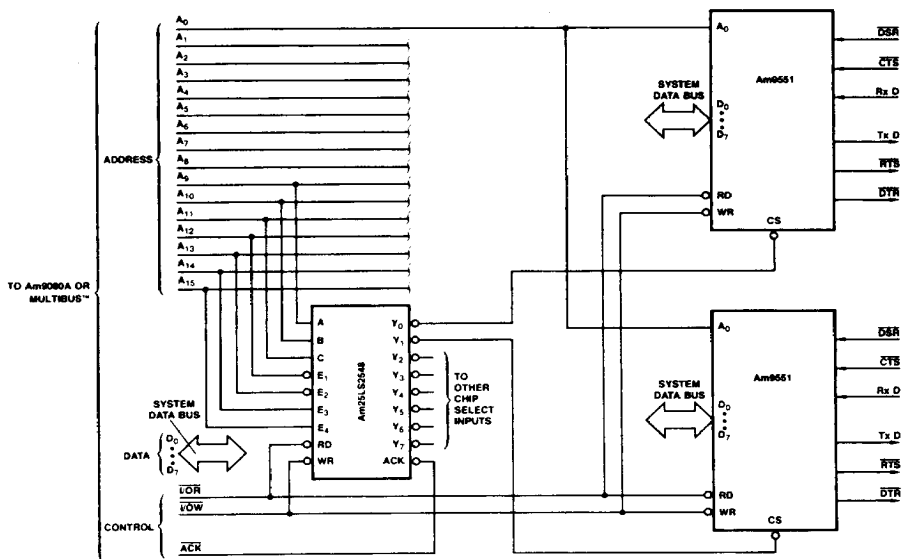 A0
A1
A2
A3
A4
A5
A6
A7
A8
A9
A10
A11
A12
A13
A14
A15
ADDRESS
TO Am9080A OR
MULTIBUS™
SYSTEM
DATA BUS
DATA
D0
D7
CONTROL
I/OR
I/OW
ACK
Am25LS2548
A
B
C
E1
E2
E3
E4
RD
WR
Y0
Y1
Y2
Y3
Y4
Y5
Y6
Y7
ACK
TO
OTHER
CHIP
SELECT
INPUTS
A0
Am9551
SYSTEM
DATA BUS
D0
D7
RD
WR
CS
DSR
CTS
Rx D
Tx D
RTS
DTR
A0
Am9551
SYSTEM
DATA BUS
D0
D7
RD
WR
CS
DSR
CTS
Rx D
Tx D
RTS
DTR